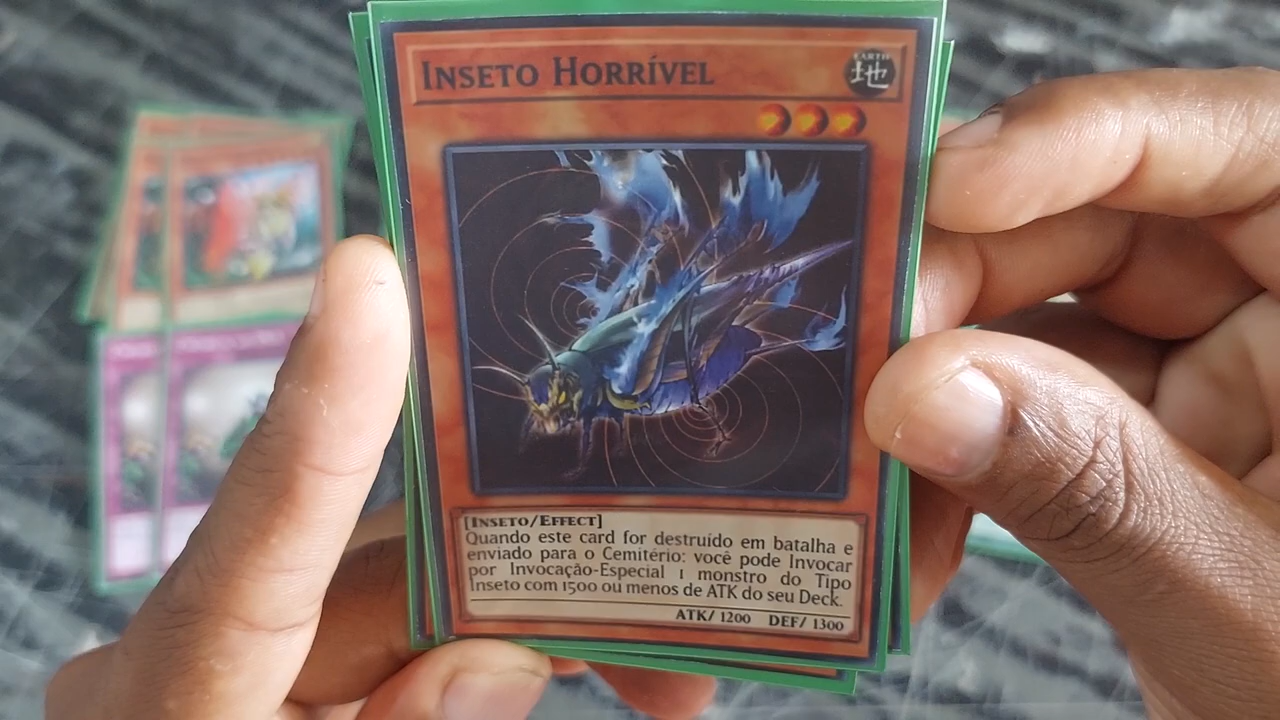 INSETO HORRÍVEL
EARTH
地
[INSETO/EFFECT]
Quando este card for destruído em batalha e
enviado para o Cemitério: você pode Invocar
por Invocação-Especial 1 monstro do Tipo
Inseto com 1500 ou menos de ATK do seu Deck.
ATK/ 1200 DEF/ 1300